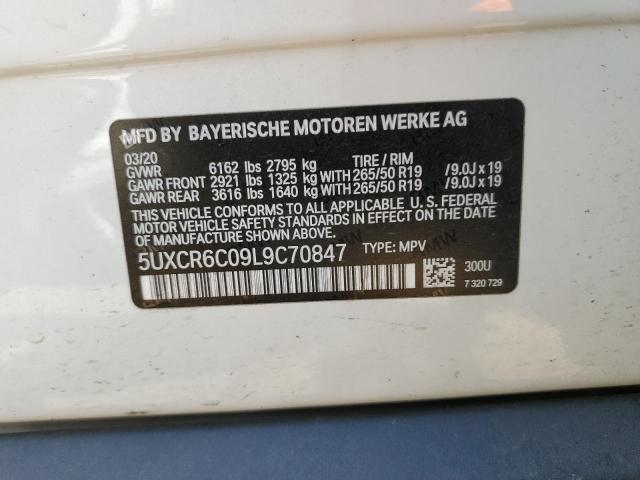 MFD BY BAYERISCHE MOTOREN WERKE AG
03/20
GVWR 6162 lbs 2795 kg TIRE / RIM
GAWR FRONT 2921 lbs 1325 kg WITH 265/50 R19 /9.0J x 19
GAWR REAR 3616 lbs 1640 kg WITH 265/50 R19 /9.0J x 19
THIS VEHICLE CONFORMS TO ALL APPLICABLE U. S. FEDERAL
MOTOR VEHICLE SAFETY STANDARDS IN EFFECT ON THE DATE
OF MANUFACTURE SHOWN ABOVE.
5UXCR6C09L9C70847 TYPE: MPV
300U
7 320 729